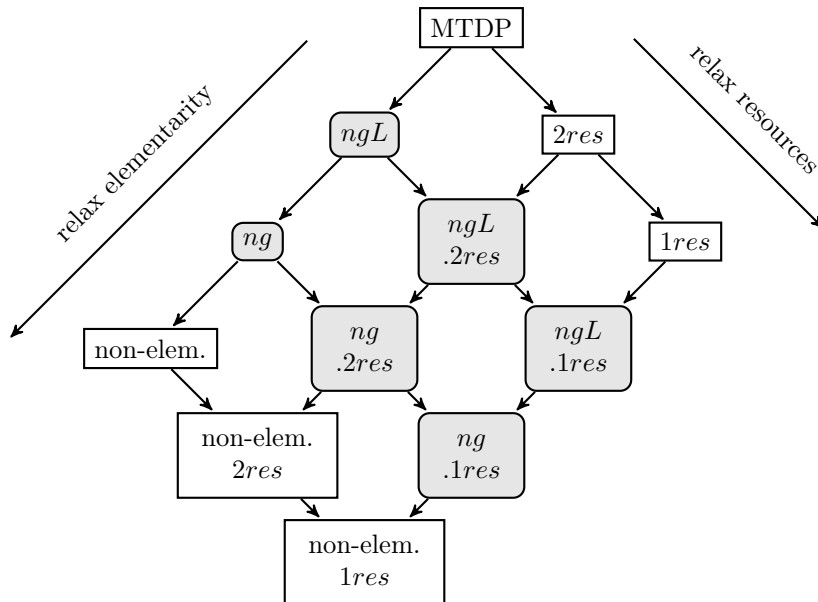 MTDP
relax elementarity
relax resources
ngL
2res
ng
ngL
.2res
1res
non-elem.
ng
.2res
ngL
.1res
non-elem.
2res
ng
.1res
non-elem.
1res